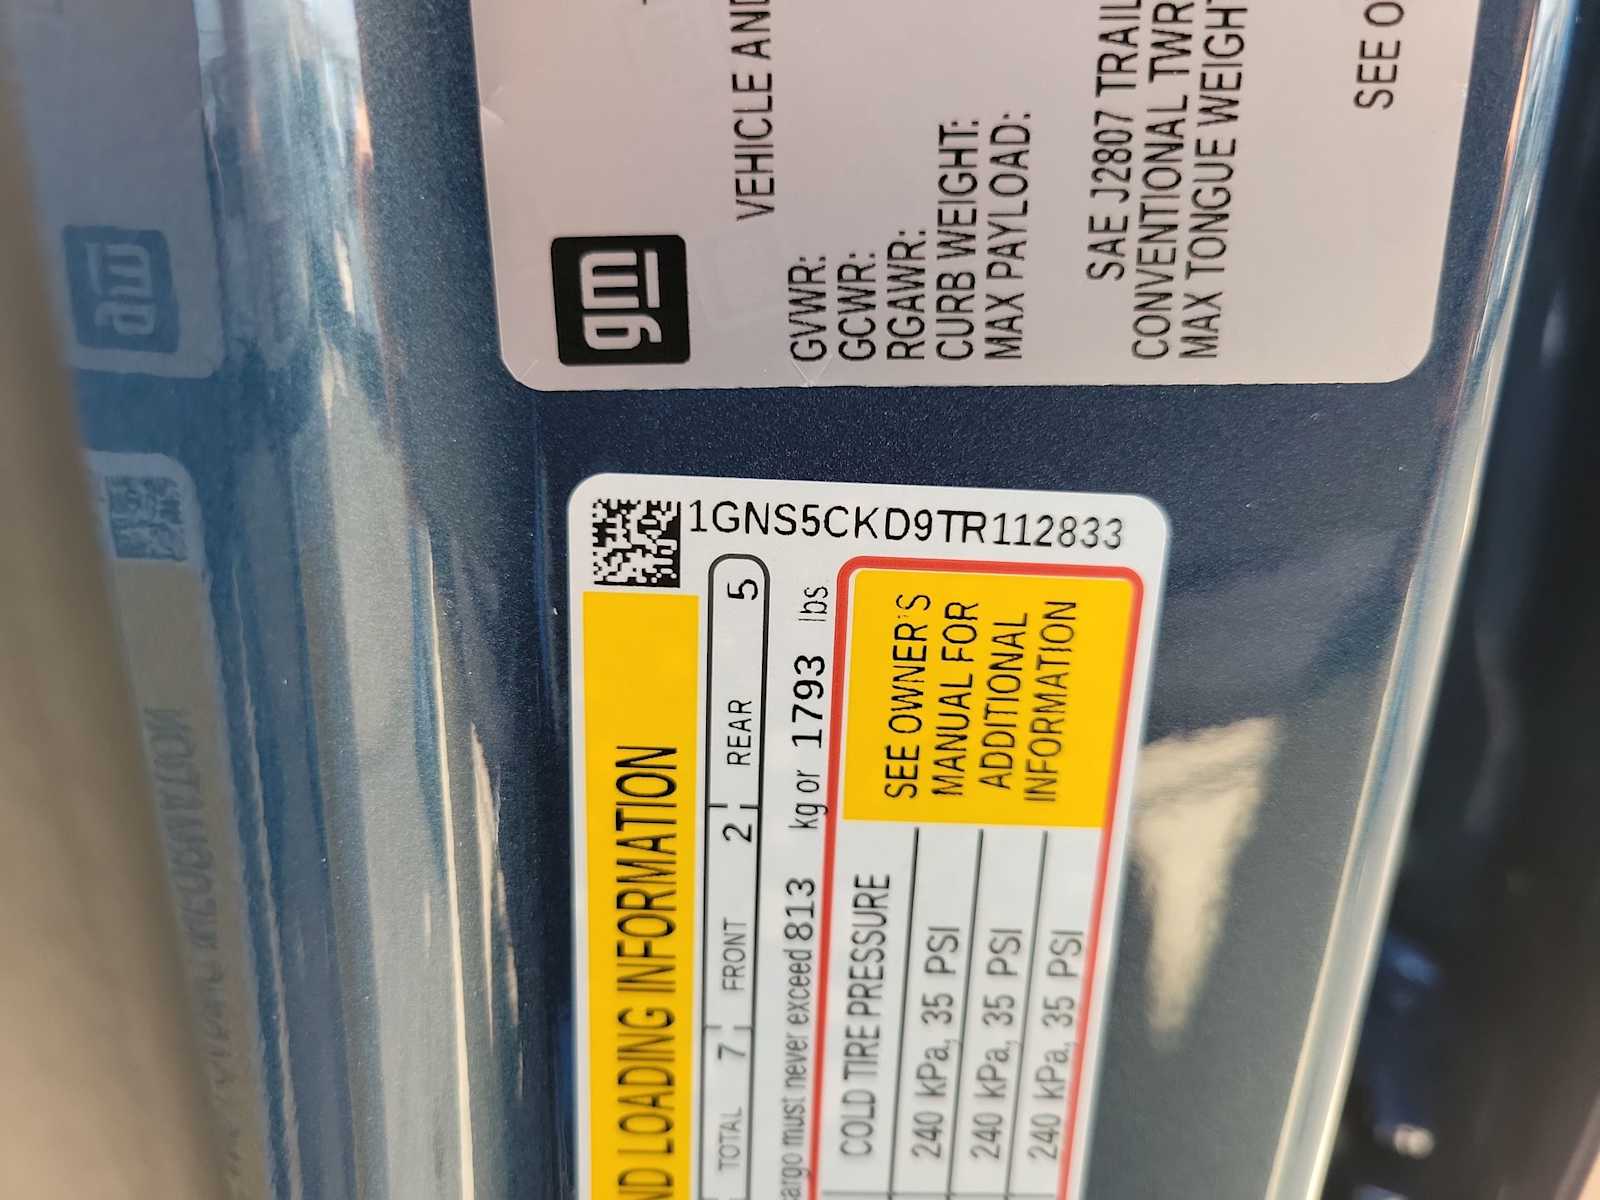 gm
VEHICLE AND
GVWR:
GCWR:
RGAWR:
CURB WEIGHT:
MAX PAYLOAD:
SAE J2807 TRAIL
CONVENTIONAL TWR
MAX TONGUE WEIGHT
SEE O
1GNS5CKD9TR112833
ND LOADING INFORMATION
TOTAL 7 FRONT 2 REAR 5
argo must never exceed 813 kg or 1793 lbs.
COLD TIRE PRESSURE
240 kPa, 35 PSI
240 kPa, 35 PSI
240 kPa, 35 PSI
SEE OWNER'S
MANUAL FOR
ADDITIONAL
INFORMATION